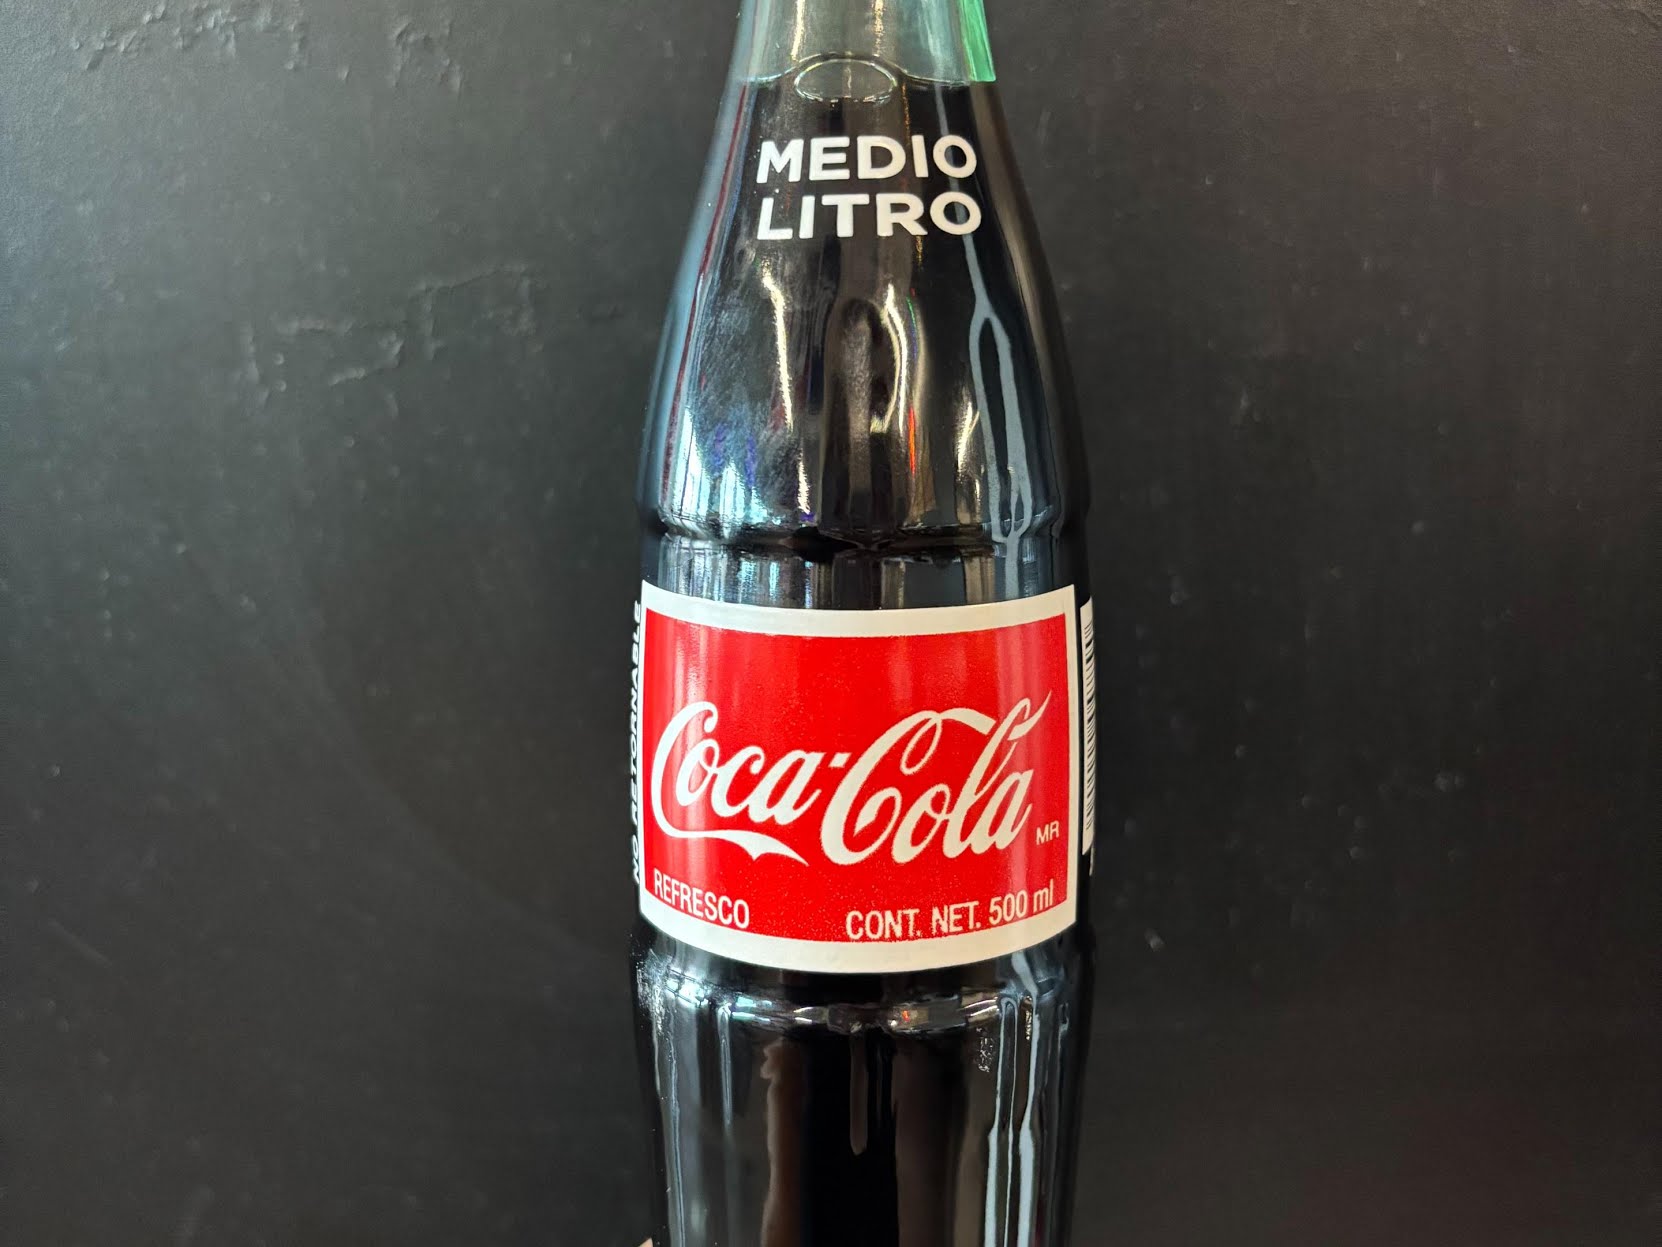 MEDIO
LITRO
NO RETORNABLE
Coca-Cola
MR
REFRESCO
CONT. NET. 500 ml